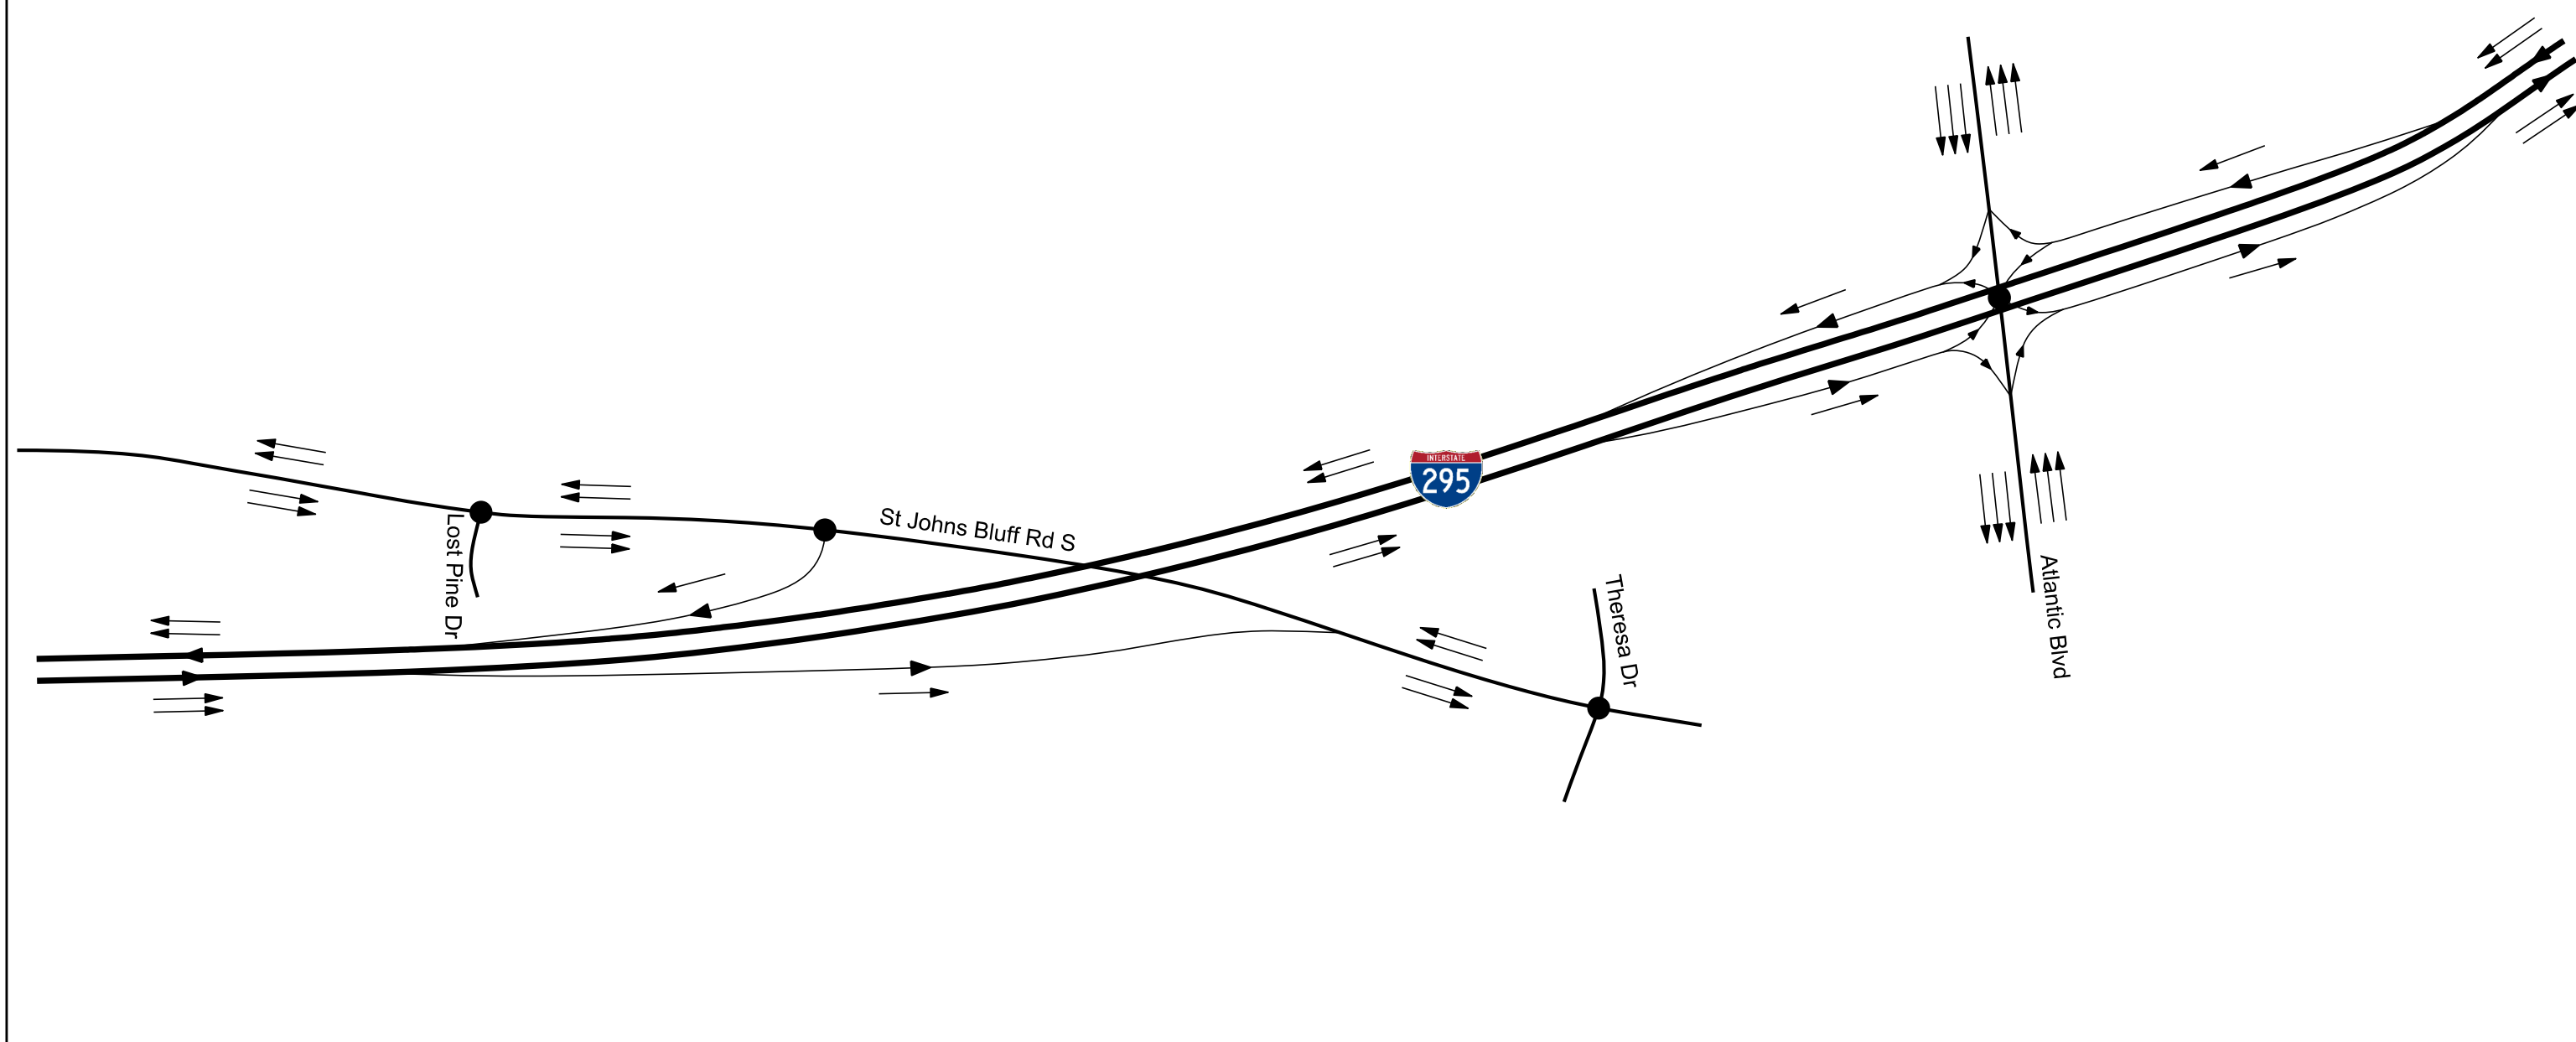 INTERSTATE
295
St Johns Bluff Rd S
Lost Pine Dr
Theresa Dr
Atlantic Blvd